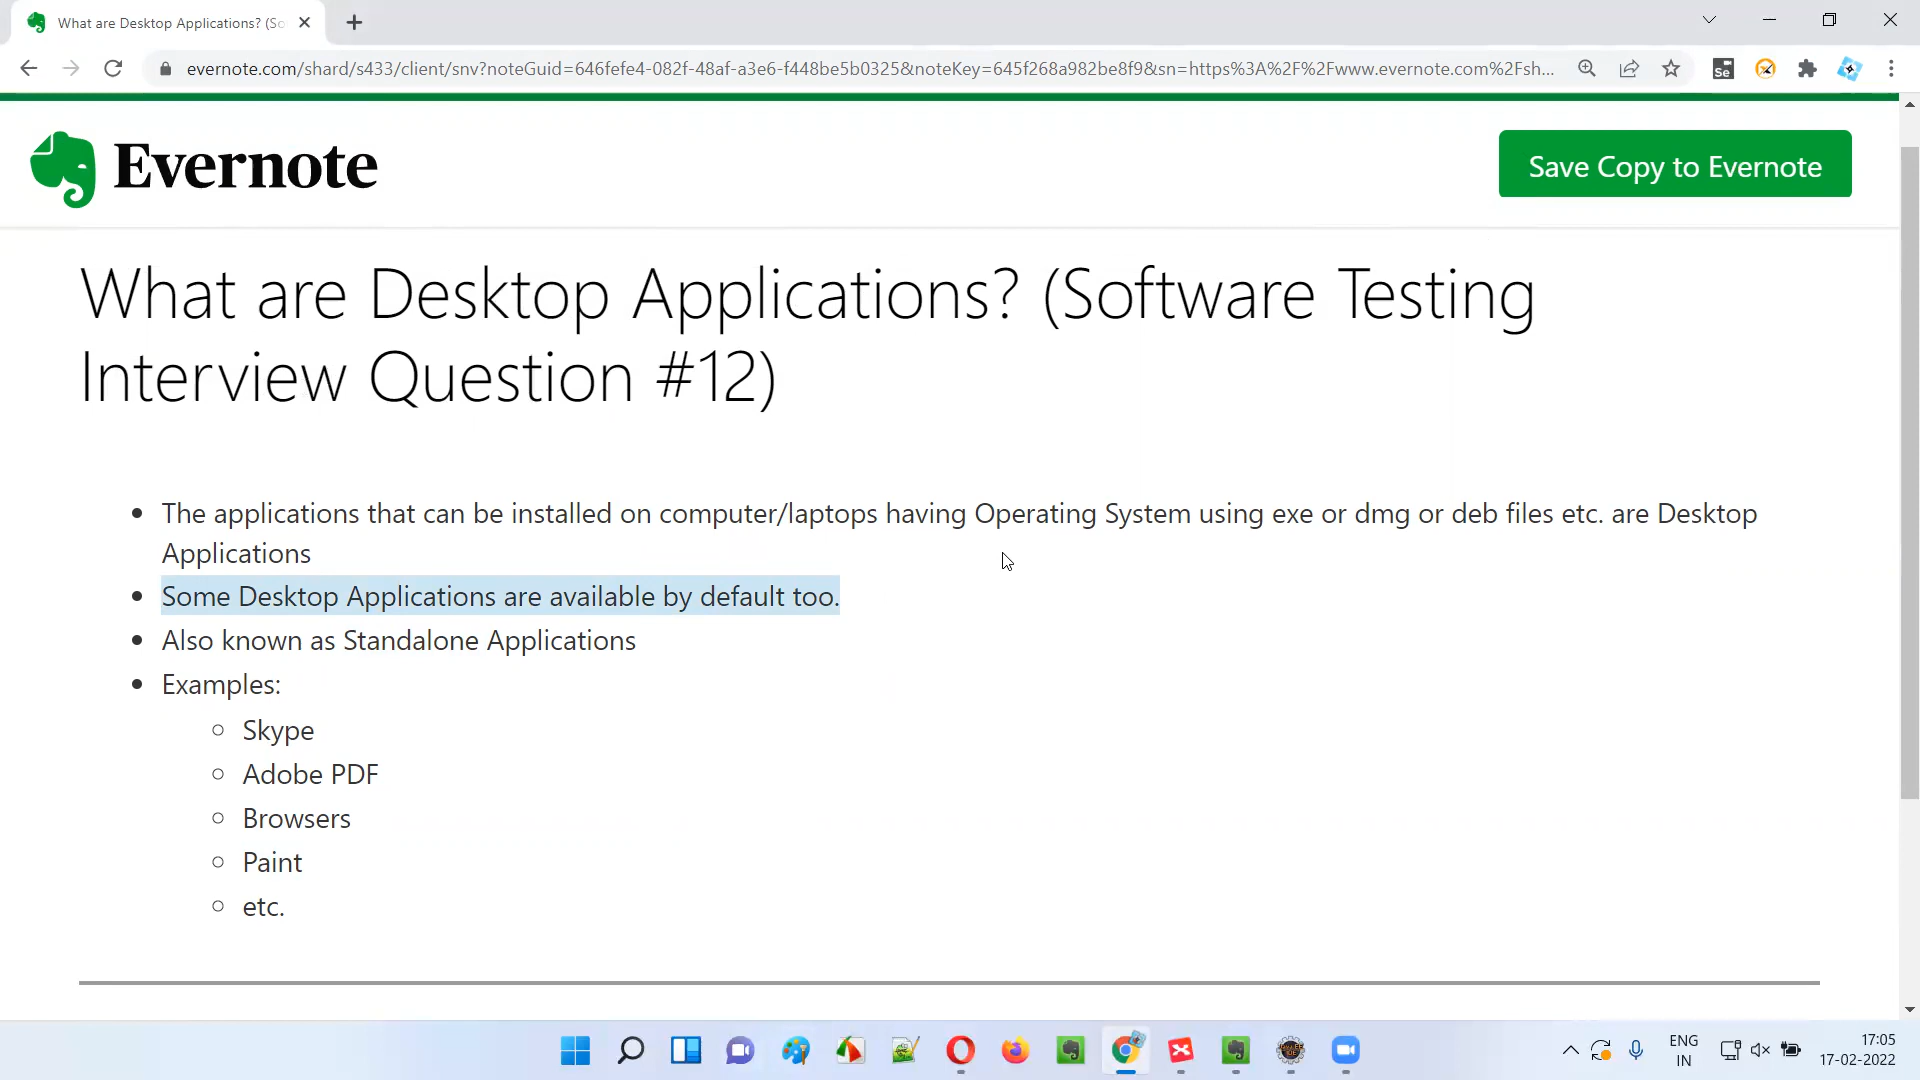 What are Desktop Applications? (So
evernote.com/shard/s433/client/snv?noteGuid=646fefe4-082f-48af-a3e6-f448be5b0325&noteKey=645f268a982be8f9&sn=https%3A%2F%2Fwww.evernote.com%2Fsh...
Se
Evernote
Save Copy to Evernote
What are Desktop Applications? (Software Testing
Interview Question #12)
The applications that can be installed on computer/laptops having Operating System using exe or dmg or deb files etc. are Desktop
Applications
Some Desktop Applications are available by default too.
Also known as Standalone Applications
Examples:
Skype
Adobe PDF
Browsers
Paint
etc.
ENG
IN
17:05
17-02-2022